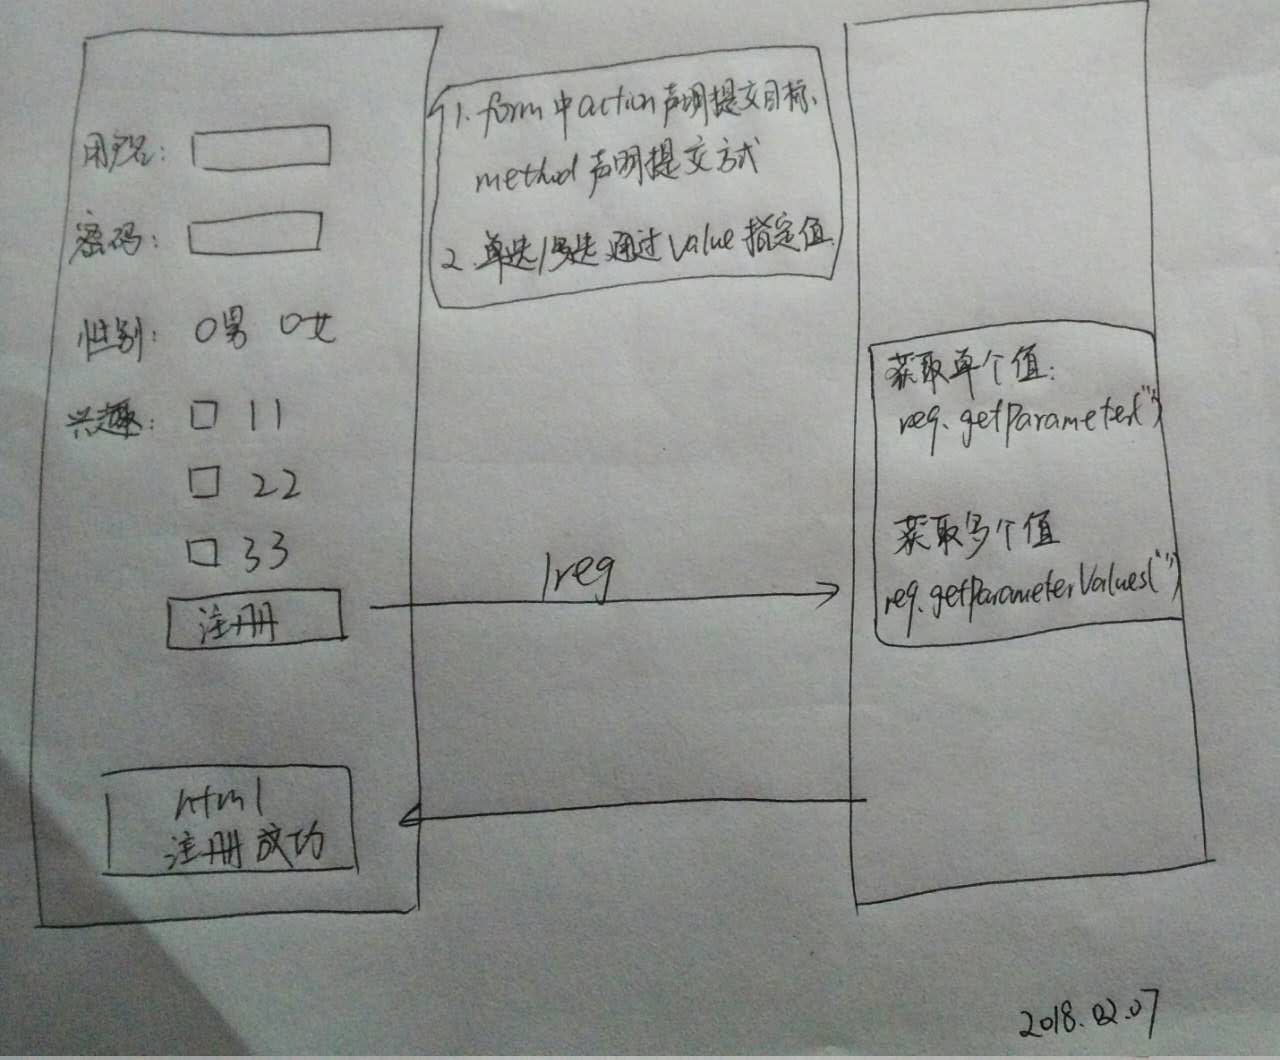 用户名:
密码:
性别: 男 女
兴趣: 11
22
33
注册
html
注册成功
1. form中action声明提交目标、
method声明提交方式
2. 单选/多选 通过value指定值
/reg
获取单个值:
req.getParameter("")
获取多个值
req.getParameterValues("")
2018.02.07